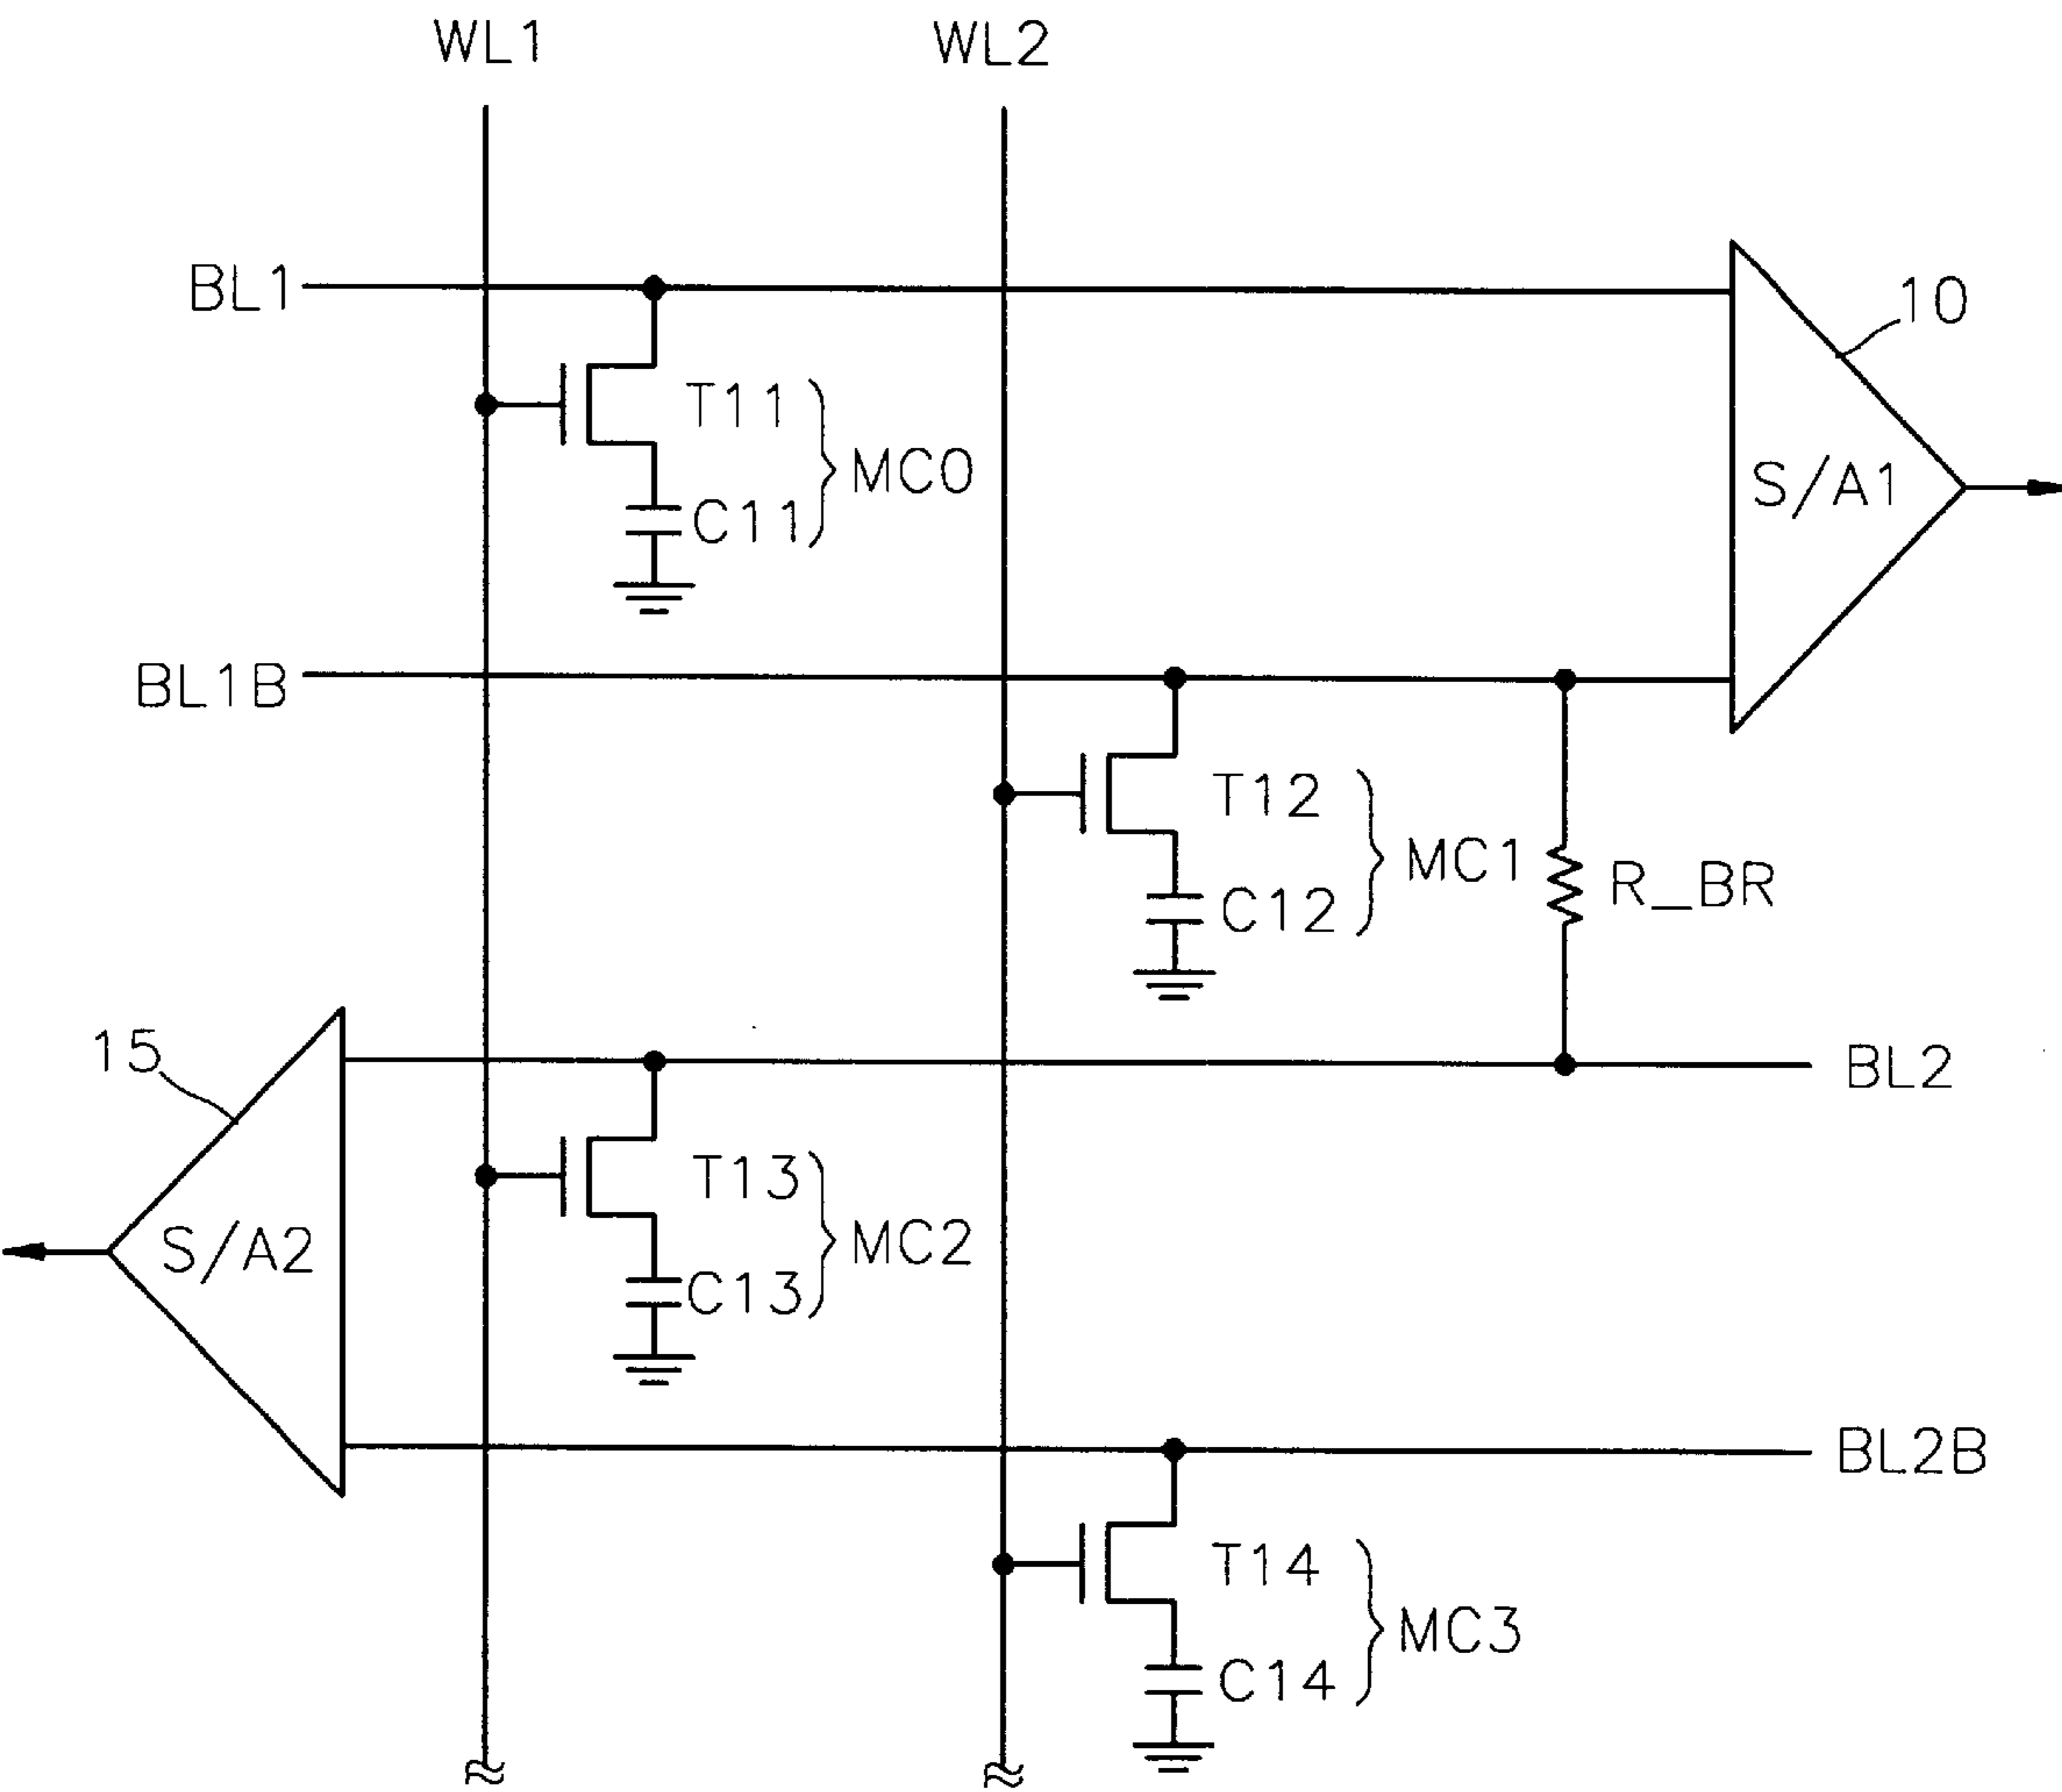 WL1
WL2
BL1
10
T11
MC0
S/A1
C11
BL1B
T12
MC1
R_BR
C12
15
BL2
T13
S/A2
MC2
C13
BL2B
T14
MC3
C14